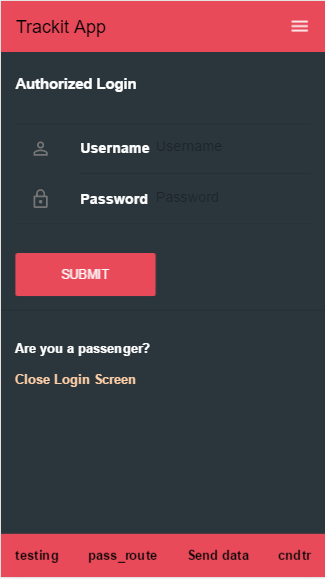 Trackit App
Authorized Login
Username Username
Password Password
SUBMIT
Are you a passenger?
Close Login Screen
testing pass_route Send data cndtr